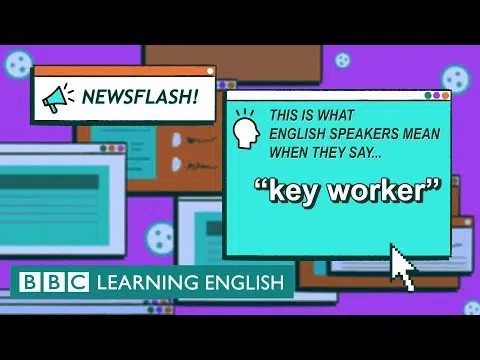 NEWSFLASH!
THIS IS WHAT
ENGLISH SPEAKERS MEAN
WHEN THEY SAY...
“key worker”
BBC LEARNING ENGLISH